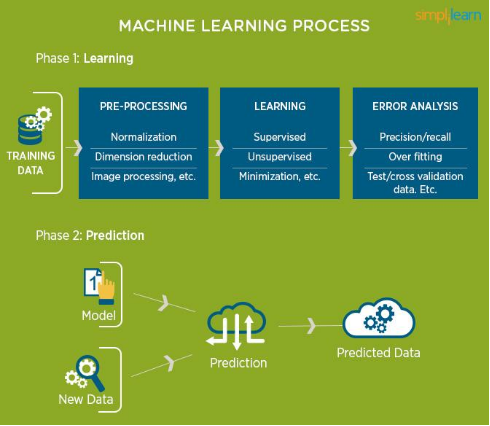 simplilearn
MACHINE LEARNING PROCESS
Phase 1: Learning
TRAINING
DATA
PRE-PROCESSING
Normalization
Dimension reduction
Image processing, etc.
LEARNING
Supervised
Unsupervised
Minimization, etc.
ERROR ANALYSIS
Precision/recall
Over fitting
Test/cross validation
data. Etc.
Phase 2: Prediction
1
Model
New Data
Prediction
Predicted Data